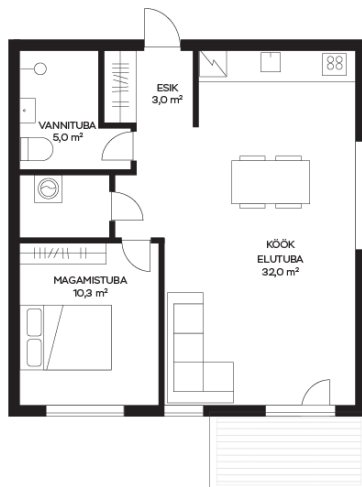 ESIK
3,0 m²
VANNITUBA
5,0 m²
KÖÖK
ELUTUBA
32,0 m²
MAGAMISTUBA
10,3 m²